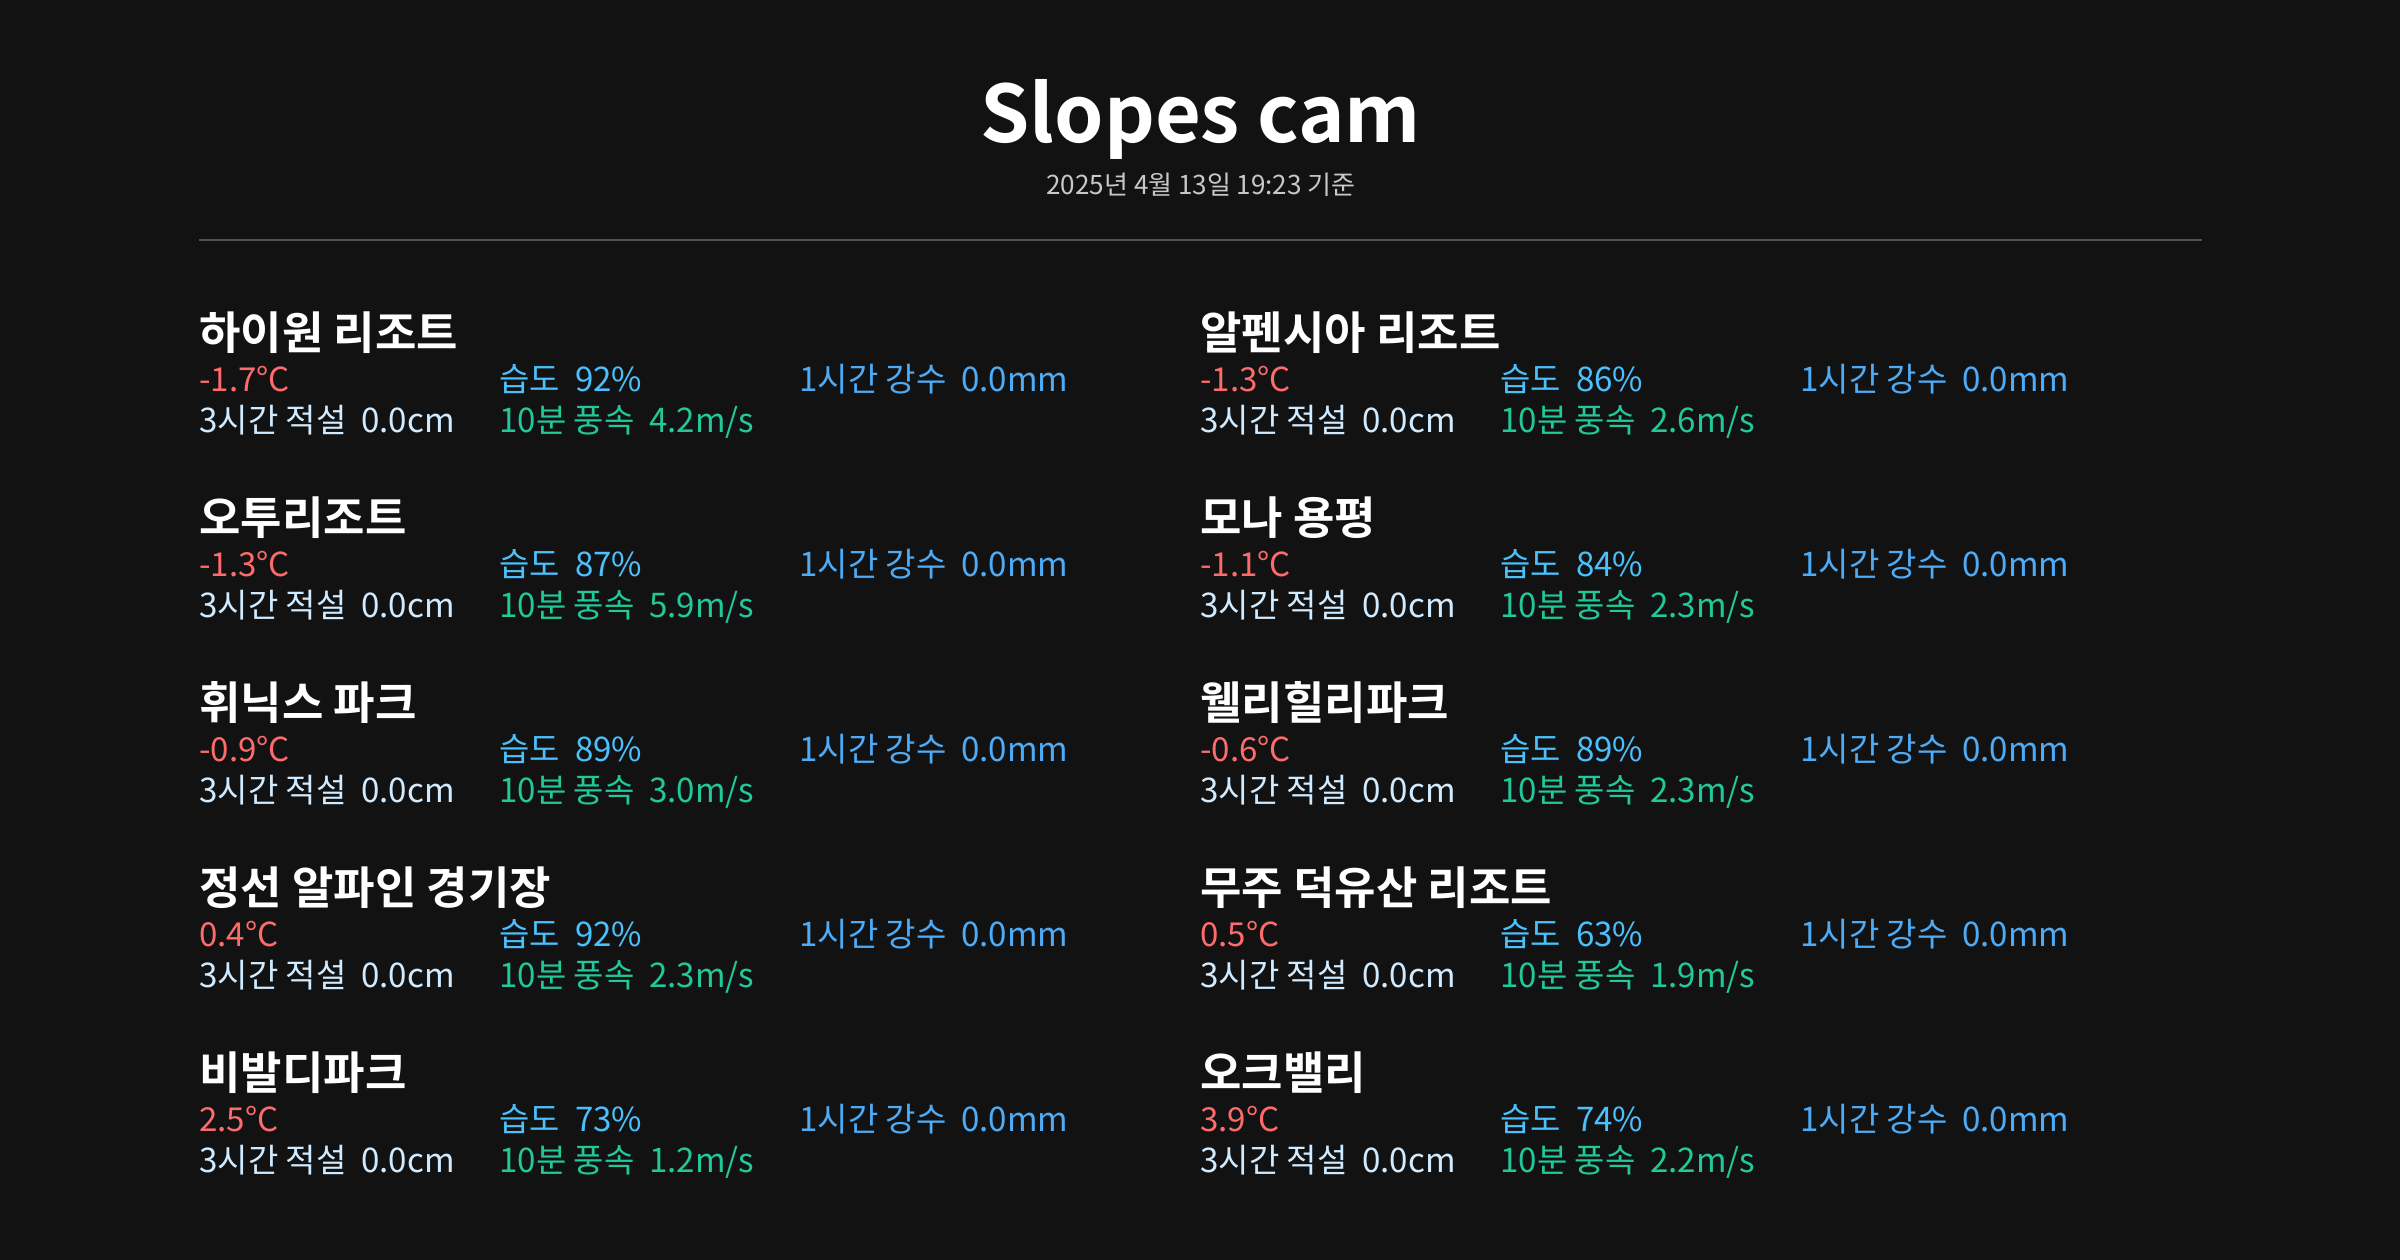 Slopes cam
2025년 4월 13일 19:23 기준
하이원 리조트
-1.7°C 습도 92% 1시간 강수 0.0mm
3시간 적설 0.0cm 10분 풍속 4.2m/s
알펜시아 리조트
-1.3°C 습도 86% 1시간 강수 0.0mm
3시간 적설 0.0cm 10분 풍속 2.6m/s
오투리조트
-1.3°C 습도 87% 1시간 강수 0.0mm
3시간 적설 0.0cm 10분 풍속 5.9m/s
모나 용평
-1.1°C 습도 84% 1시간 강수 0.0mm
3시간 적설 0.0cm 10분 풍속 2.3m/s
휘닉스 파크
-0.9°C 습도 89% 1시간 강수 0.0mm
3시간 적설 0.0cm 10분 풍속 3.0m/s
웰리힐리파크
-0.6°C 습도 89% 1시간 강수 0.0mm
3시간 적설 0.0cm 10분 풍속 2.3m/s
정선 알파인 경기장
0.4°C 습도 92% 1시간 강수 0.0mm
3시간 적설 0.0cm 10분 풍속 2.3m/s
무주 덕유산 리조트
0.5°C 습도 63% 1시간 강수 0.0mm
3시간 적설 0.0cm 10분 풍속 1.9m/s
비발디파크
2.5°C 습도 73% 1시간 강수 0.0mm
3시간 적설 0.0cm 10분 풍속 1.2m/s
오크밸리
3.9°C 습도 74% 1시간 강수 0.0mm
3시간 적설 0.0cm 10분 풍속 2.2m/s